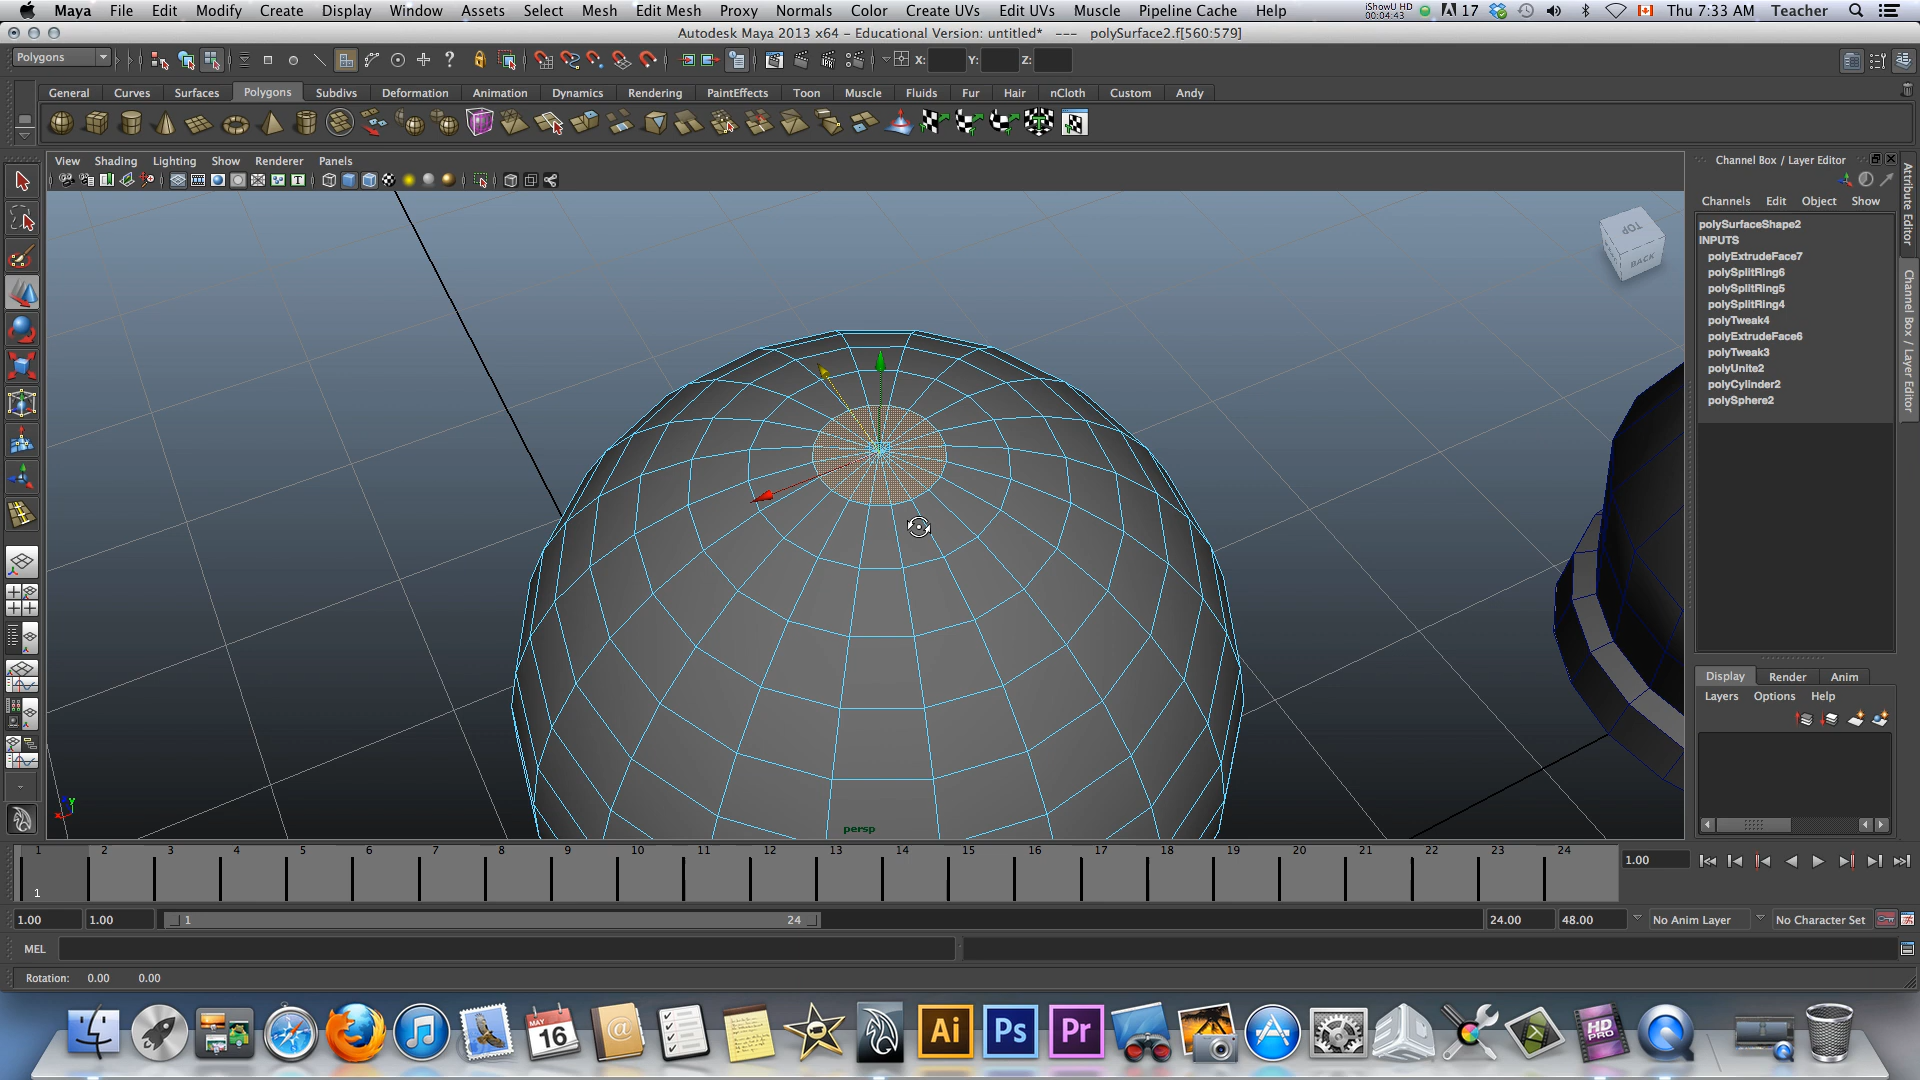 Maya File Edit Modify Create Display Window Assets Select Mesh Edit Mesh Proxy Normals Color Create UVs Edit UVs Muscle Pipeline Cache Help iShowU HD 00:04:43 17 Thu 7:33 AM Teacher
Autodesk Maya 2013 x64 – Educational Version: untitled* --- polySurface2.f[560:579]
Polygons X: Y: Z:
General Curves Surfaces Polygons Subdivs Deformation Animation Dynamics Rendering PaintEffects Toon Muscle Fluids Fur Hair nCloth Custom Andy
View Shading Lighting Show Renderer Panels
Channel Box / Layer Editor
Channels Edit Object Show
polySurfaceShape2
INPUTS
polyExtrudeFace7
polySplitRing6
polySplitRing5
polySplitRing4
polyTweak4
polyExtrudeFace6
polyTweak3
polyUnite2
polyCylinder2
polySphere2
Attribute Editor
Channel Box / Layer Editor
TOP
BACK
Display Render Anim
Layers Options Help
y
x
persp
1 2 3 4 5 6 7 8 9 10 11 12 13 14 15 16 17 18 19 20 21 22 23 24
1.00
1
1.00 1.00 1 24 24.00 48.00 No Anim Layer No Character Set
MEL
Rotation: 0.00 0.00
MAY
16
Ai Ps Pr
HD
PRO